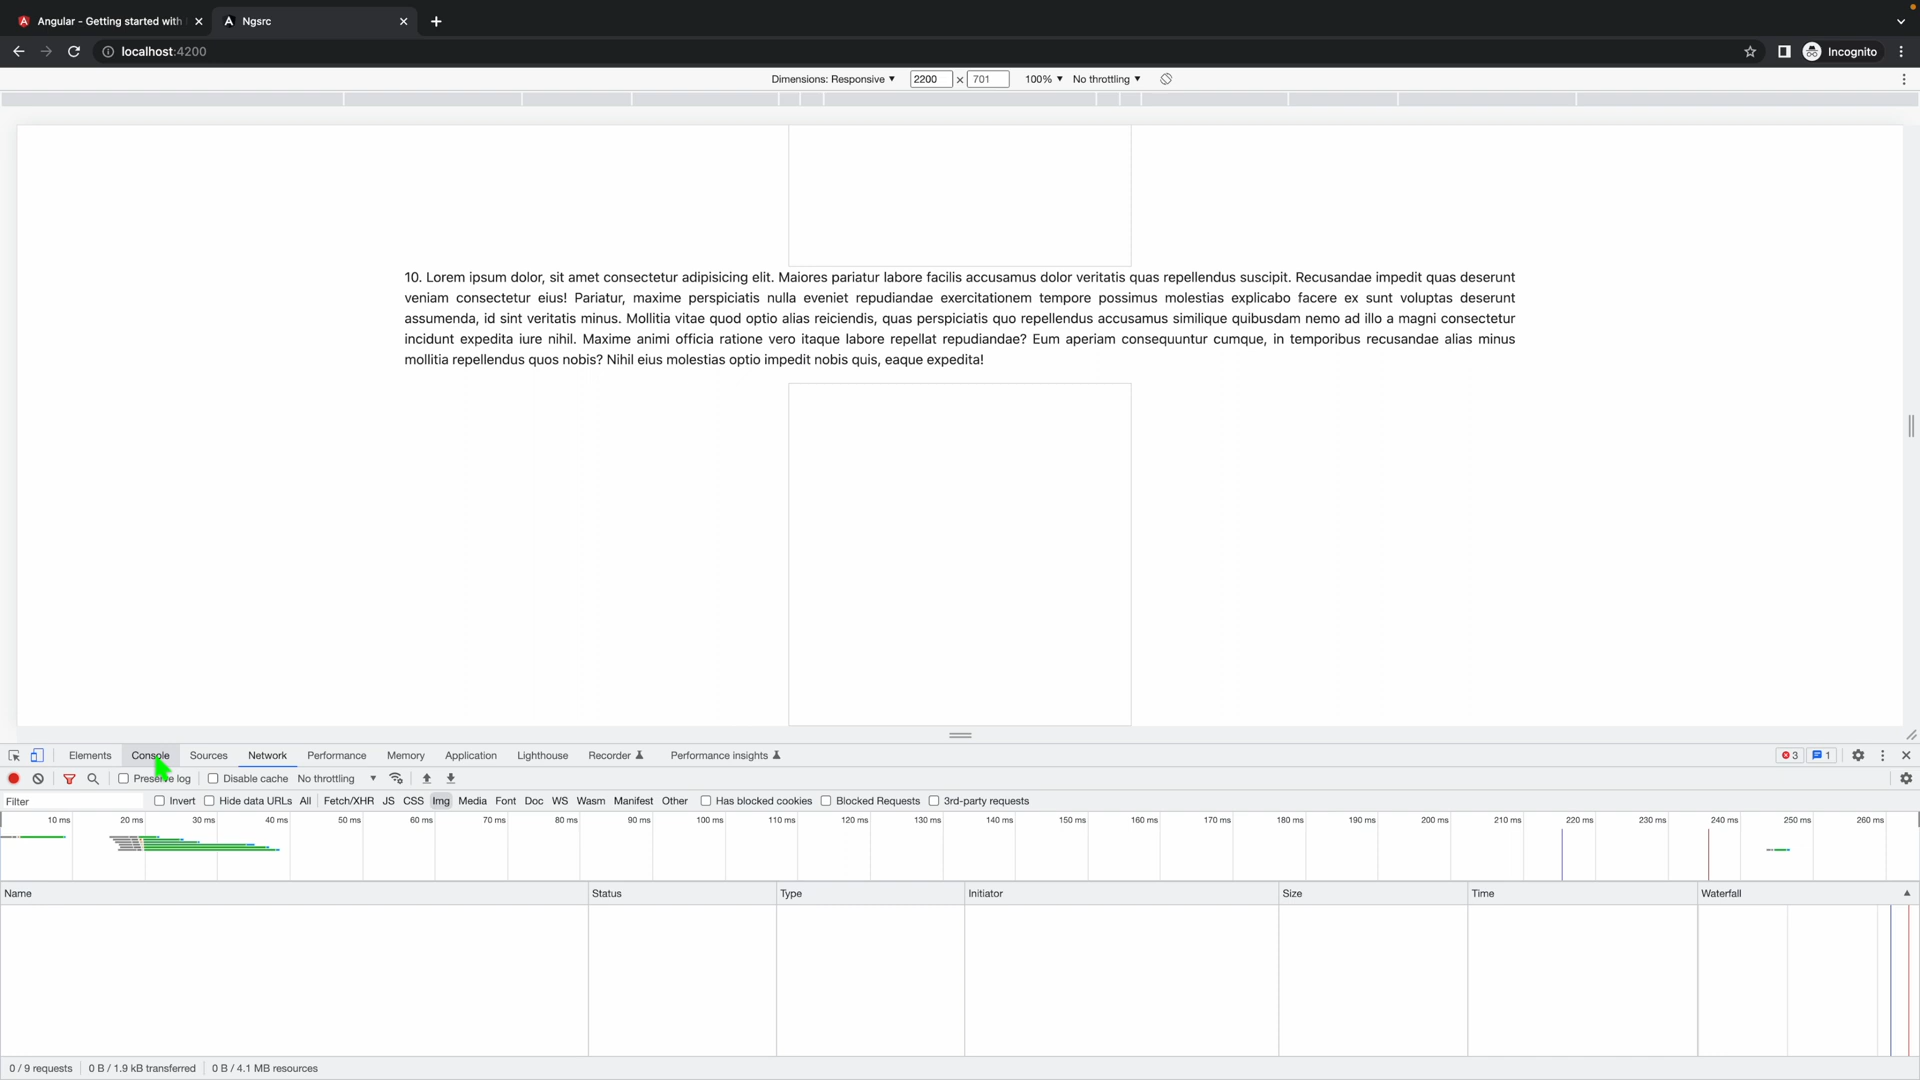 Angular - Getting started with
Ngsrc
localhost:4200
Incognito
Dimensions: Responsive ▼ 2200 × 701 100% ▼ No throttling ▼
10. Lorem ipsum dolor, sit amet consectetur adipisicing elit. Maiores pariatur labore facilis accusamus dolor veritatis quas repellendus suscipit. Recusandae impedit quas deserunt
veniam consectetur eius! Pariatur, maxime perspiciatis nulla eveniet repudiandae exercitationem tempore possimus molestias explicabo facere ex sunt voluptas deserunt
assumenda, id sint veritatis minus. Mollitia vitae quod optio alias reiciendis, quas perspiciatis quo repellendus accusamus similique quibusdam nemo ad illo a magni consectetur
incidunt expedita iure nihil. Maxime animi officia ratione vero itaque labore repellat repudiandae? Eum aperiam consequuntur cumque, in temporibus recusandae alias minus
mollitia repellendus quos nobis? Nihil eius molestias optio impedit nobis quis, eaque expedita!
Elements Console Sources Network Performance Memory Application Lighthouse Recorder Performance insights 3 1
Preserve log Disable cache No throttling ▼
Filter Invert Hide data URLs All Fetch/XHR JS CSS Img Media Font Doc WS Wasm Manifest Other Has blocked cookies Blocked Requests 3rd-party requests
10 ms 20 ms 30 ms 40 ms 50 ms 60 ms 70 ms 80 ms 90 ms 100 ms 110 ms 120 ms 130 ms 140 ms 150 ms 160 ms 170 ms 180 ms 190 ms 200 ms 210 ms 220 ms 230 ms 240 ms 250 ms 260 ms
Name Status Type Initiator Size Time Waterfall ▲
0 / 9 requests 0 B / 1.9 kB transferred 0 B / 4.1 MB resources